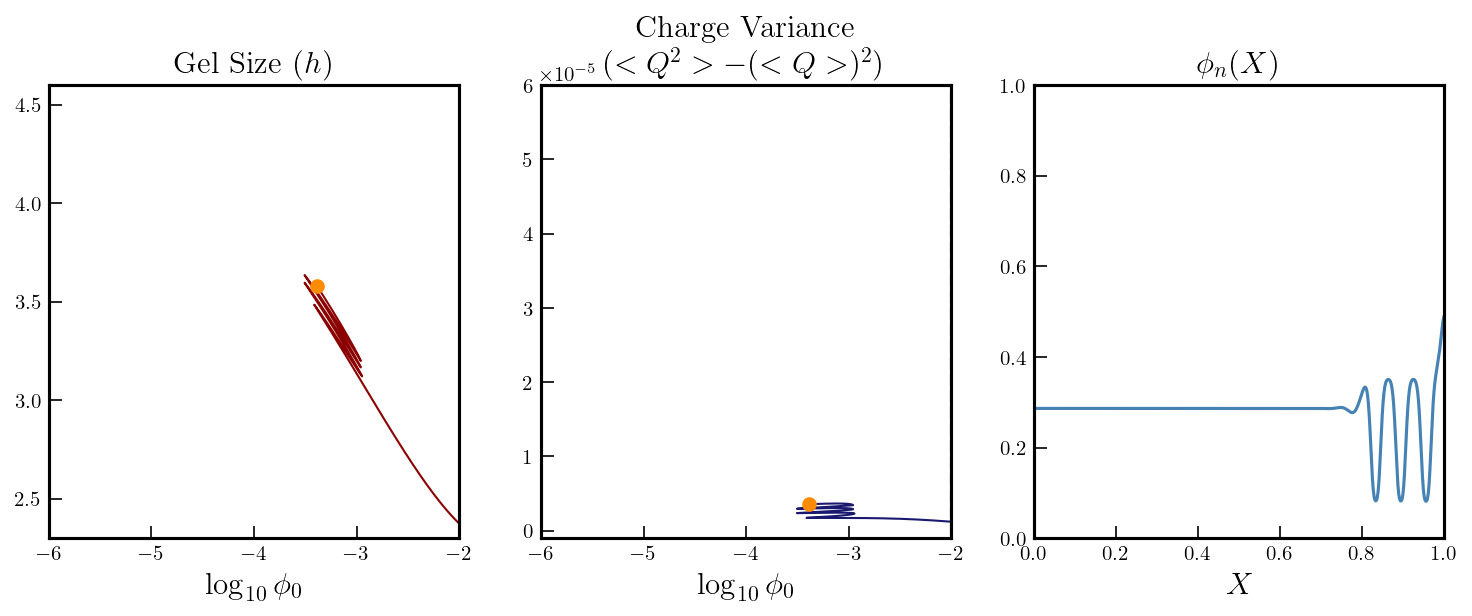 Gel Size (h)
4.5
4.0
3.5
3.0
2.5
−6 −5 −4 −3 −2
log₁₀ ϕ₀
Charge Variance
×10⁻⁵ (< Q² > −(< Q >)²)
6
5
4
3
2
1
0
−6 −5 −4 −3 −2
log₁₀ ϕ₀
ϕₙ(X)
1.0
0.8
0.6
0.4
0.2
0.0
0.0 0.2 0.4 0.6 0.8 1.0
X